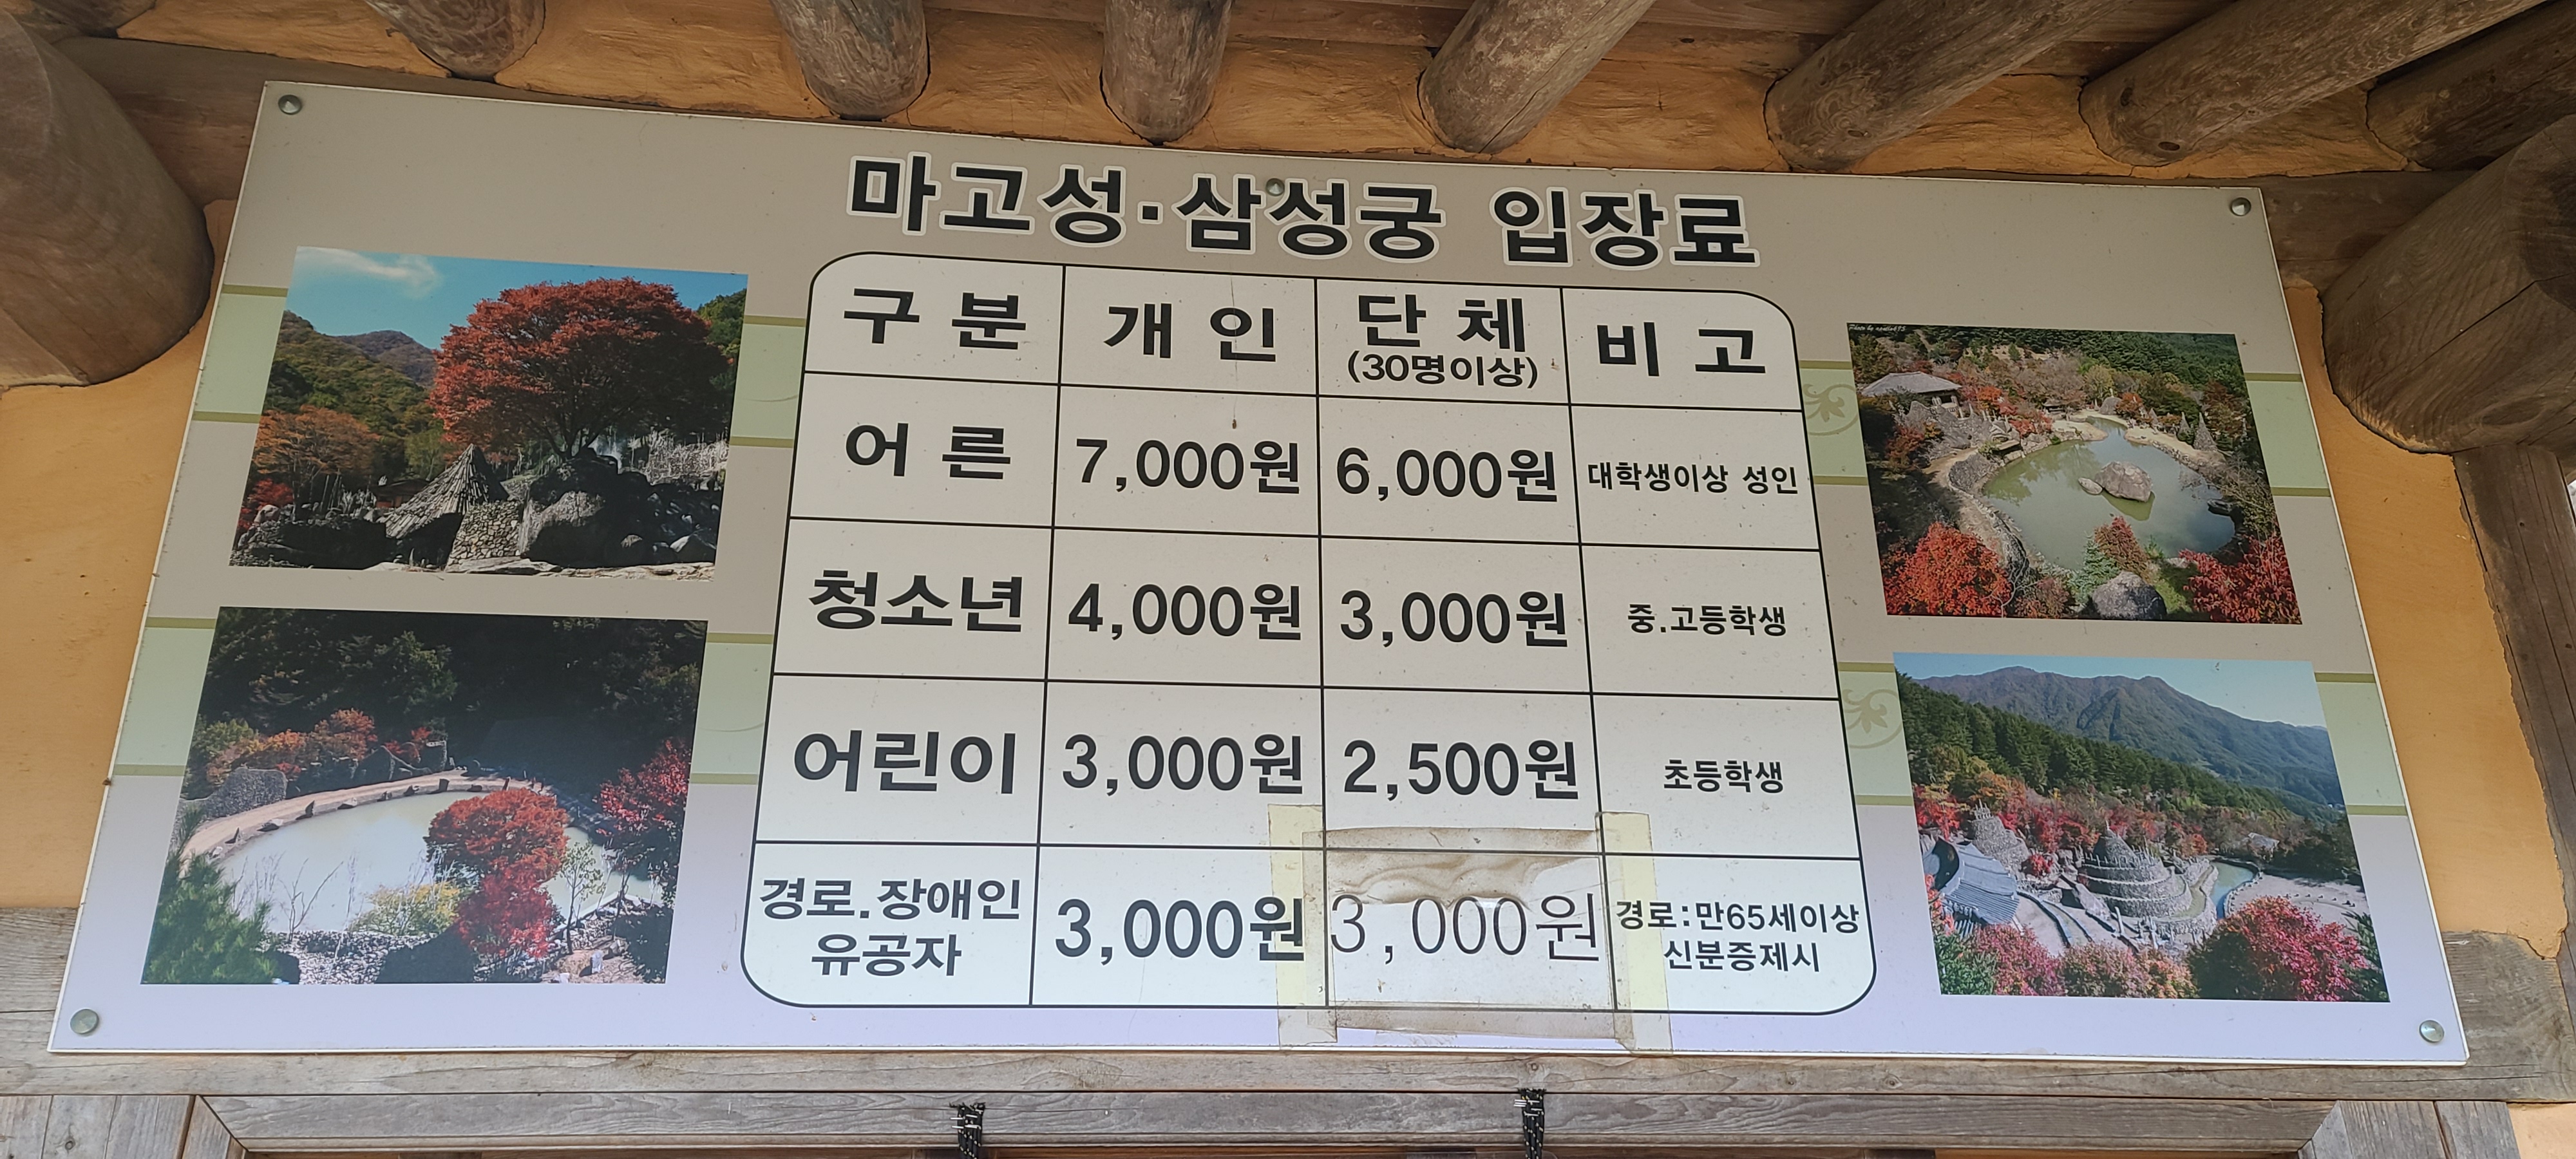 마고성·삼성궁 입장료
구분 개인 단체 비고
(30명이상)
어른 7,000원 6,000원 대학생이상 성인
청소년 4,000원 3,000원 중.고등학생
어린이 3,000원 2,500원 초등학생
경로.장애인 3,000원 3,000원 경로:만65세이상
유공자 신분증제시